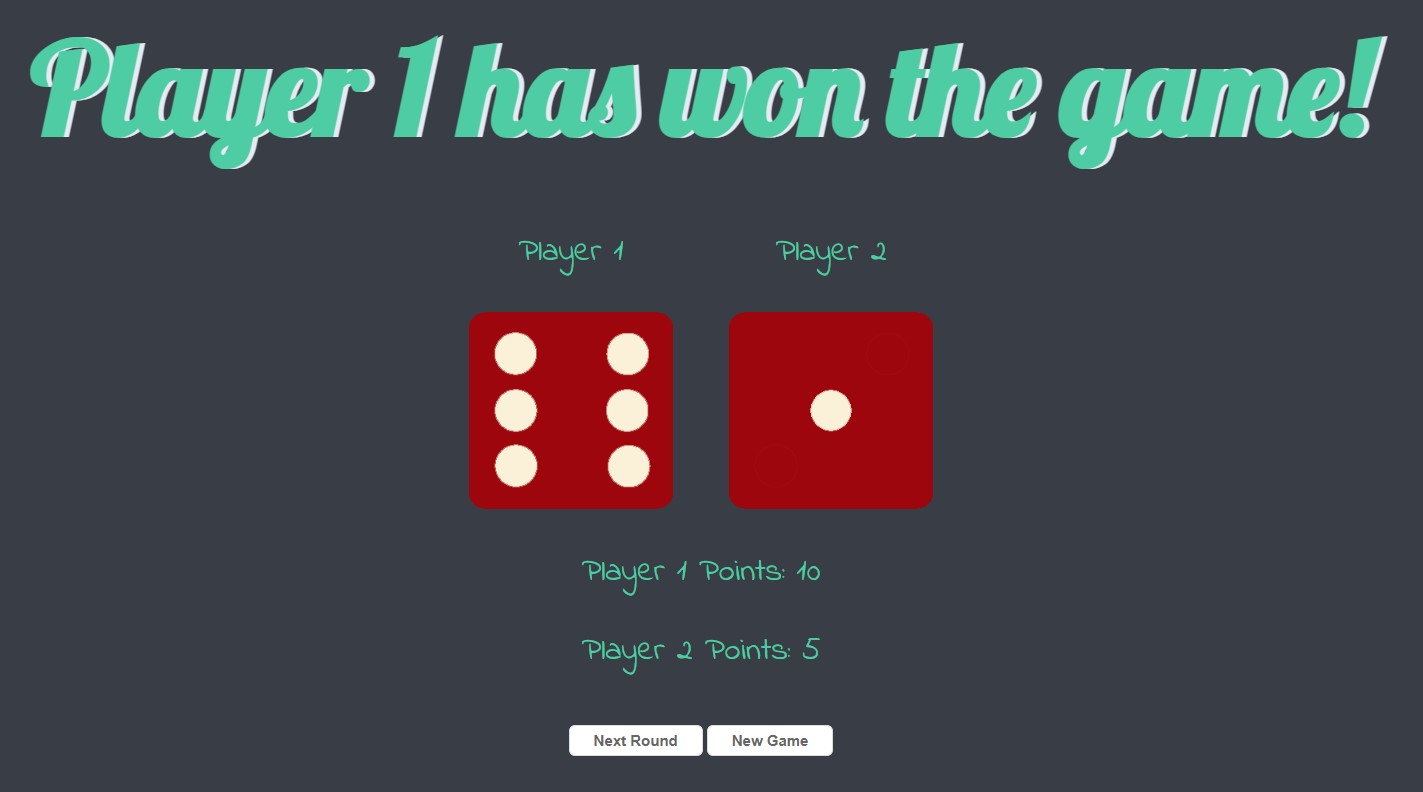 Player 1 has won the game!
Player 1 Player 2
Player 1 Points: 10
Player 2 Points: 5
Next Round New Game